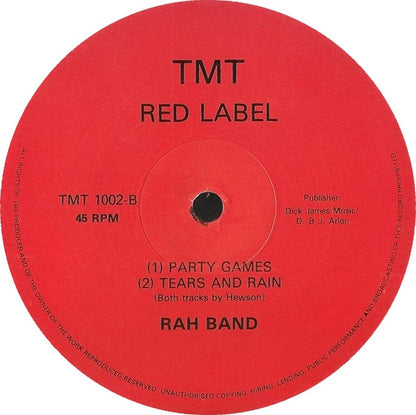 TMT
RED LABEL
TMT 1002-B
45 RPM
Publisher:
Dick James Music/
D. & J. Arlon
(1) PARTY GAMES
(2) TEARS AND RAIN
(Both tracks by Hewson)
RAH BAND
ALL RIGHTS OF THE PRODUCER AND OF THE OWNER OF THE WORK REPRODUCED RESERVED. UNAUTHORISED COPYING, HIRING, LENDING, PUBLIC PERFORMANCE AND BROADCASTING OF THIS RECORD PROHIBITED.